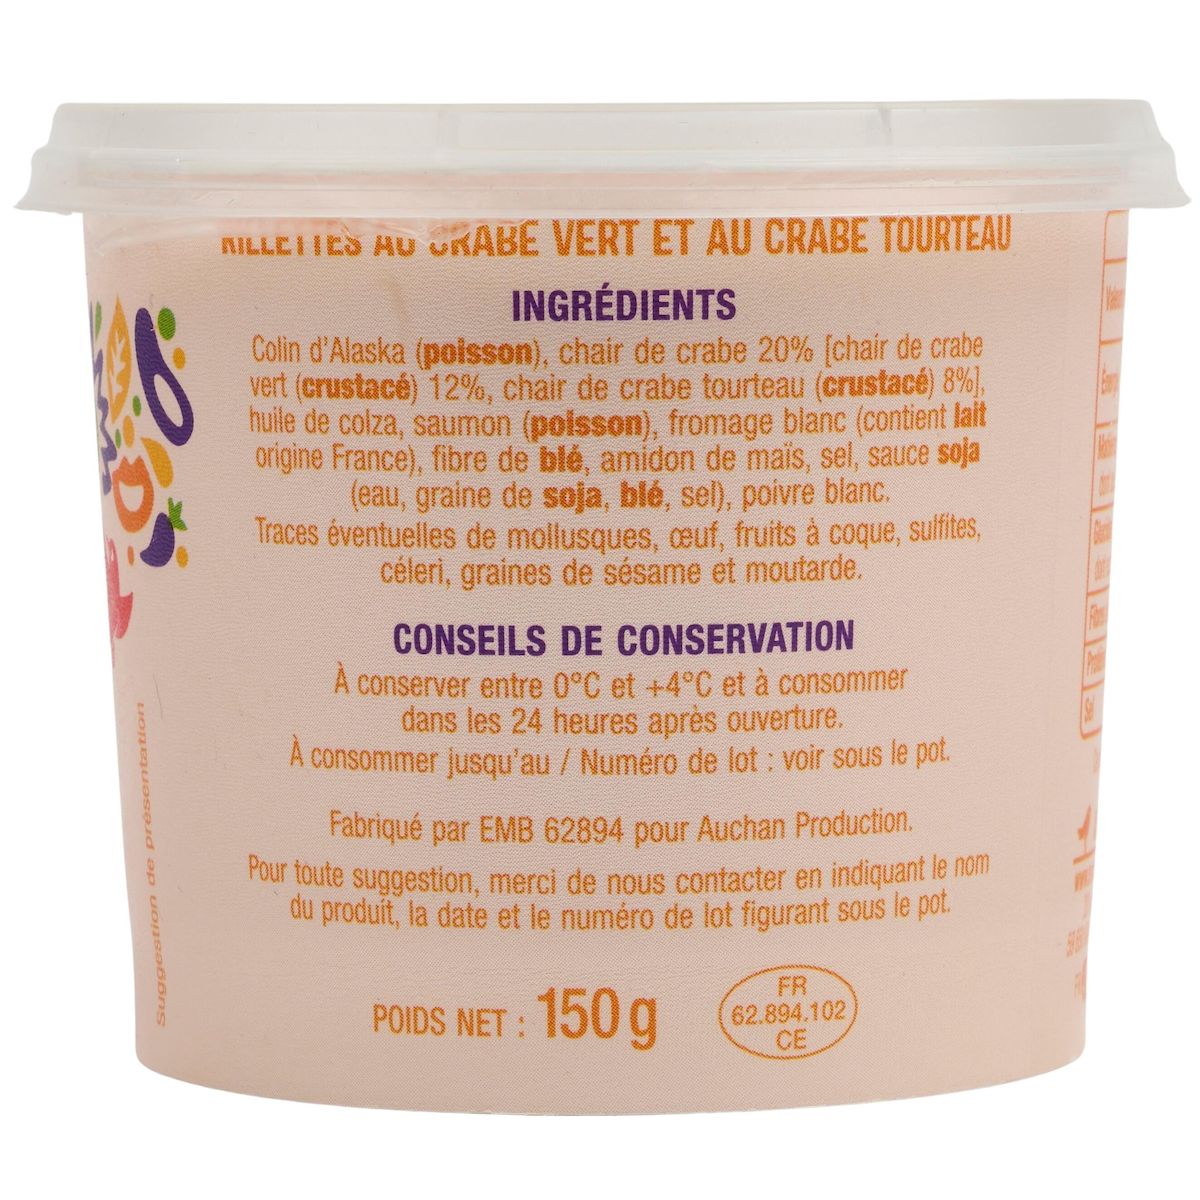 RILLETTES AU CRABE VERT ET AU CRABE TOURTEAU
INGRÉDIENTS
Colin d'Alaska (poisson), chair de crabe 20% [chair de crabe
vert (crustacé) 12%, chair de crabe tourteau (crustacé) 8%],
huile de colza, saumon (poisson), fromage blanc (contient lait
origine France), fibre de blé, amidon de maïs, sel, sauce soja
(eau, graine de soja, blé, sel), poivre blanc.
Traces éventuelles de mollusques, œuf, fruits à coque, sulfites,
céleri, graines de sésame et moutarde.
CONSEILS DE CONSERVATION
À conserver entre 0°C et +4°C et à consommer
dans les 24 heures après ouverture.
À consommer jusqu'au / Numéro de lot : voir sous le pot.
Fabriqué par EMB 62894 pour Auchan Production.
Pour toute suggestion, merci de nous contacter en indiquant le nom
du produit, la date et le numéro de lot figurant sous le pot.
POIDS NET : 150 g
FR
62.894.102
CE
Suggestion de présentation
Sel